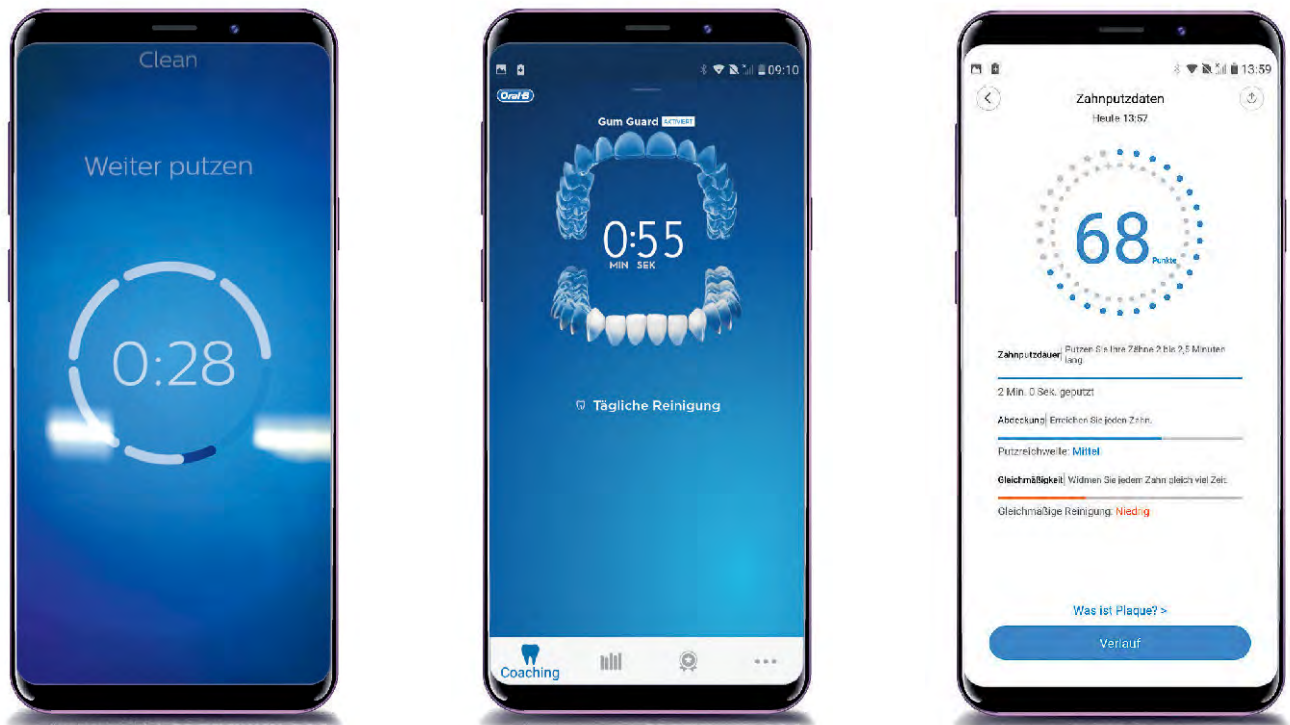 Clean
Weiter putzen
0:28
09:10
Oral-B
Gum Guard AKTIVIERT
0:55
MIN SEK
Tägliche Reinigung
Coaching
13:59
Zahnputzdaten
Heute 13:57
68 Punkte
Zahnputzdauer| Putzen Sie Ihre Zähne 2 bis 2,5 Minuten
lang.
2 Min. 0 Sek. geputzt
Abdeckung| Erreichen Sie jeden Zahn.
Putzreichweite: Mittel
Gleichmäßigkeit| Widmen Sie jedem Zahn gleich viel Zeit.
Gleichmäßige Reinigung: Niedrig
Was ist Plaque? >
Verlauf